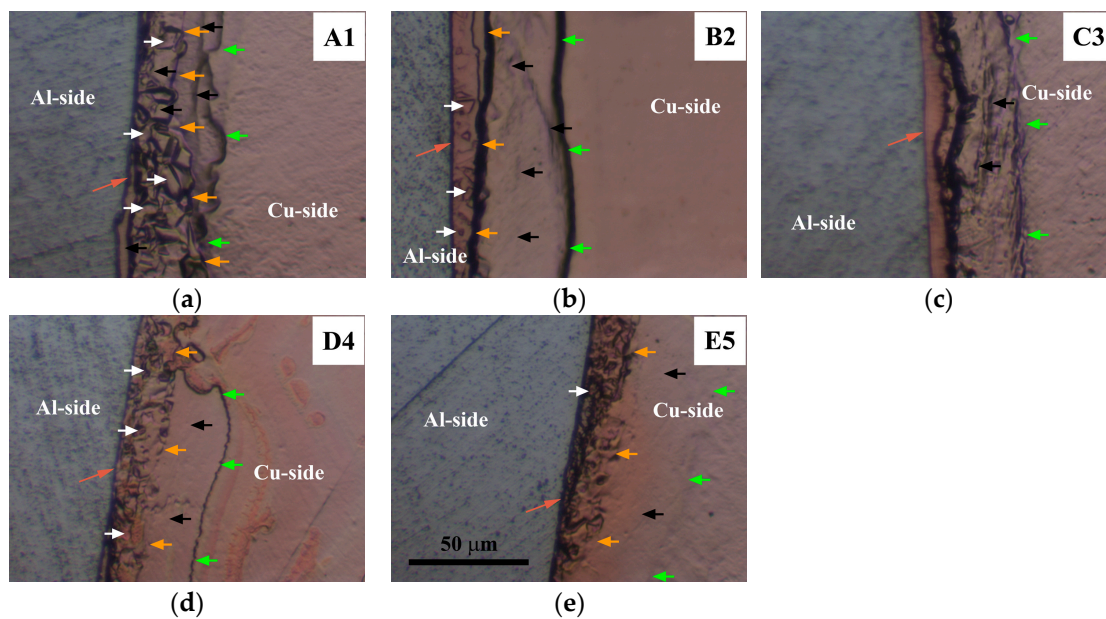 A1
Al-side
Cu-side
(a)
B2
Cu-side
Al-side
(b)
C3
Cu-side
Al-side
(c)
D4
Al-side
Cu-side
(d)
E5
Al-side
Cu-side
50 μm
(e)